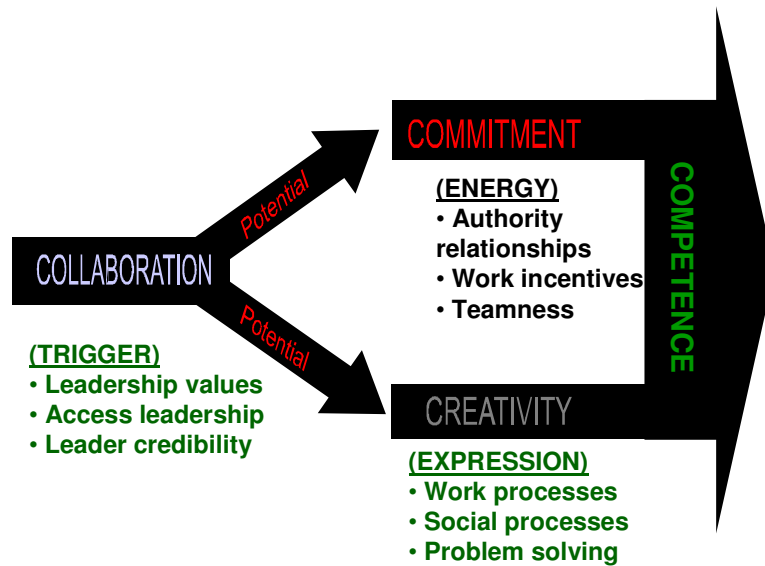 COLLABORATION
(TRIGGER)
• Leadership values
• Access leadership
• Leader credibility
Potential
Potential
COMMITMENT
(ENERGY)
• Authority
relationships
• Work incentives
• Teamness
CREATIVITY
(EXPRESSION)
• Work processes
• Social processes
• Problem solving
COMPETENCE